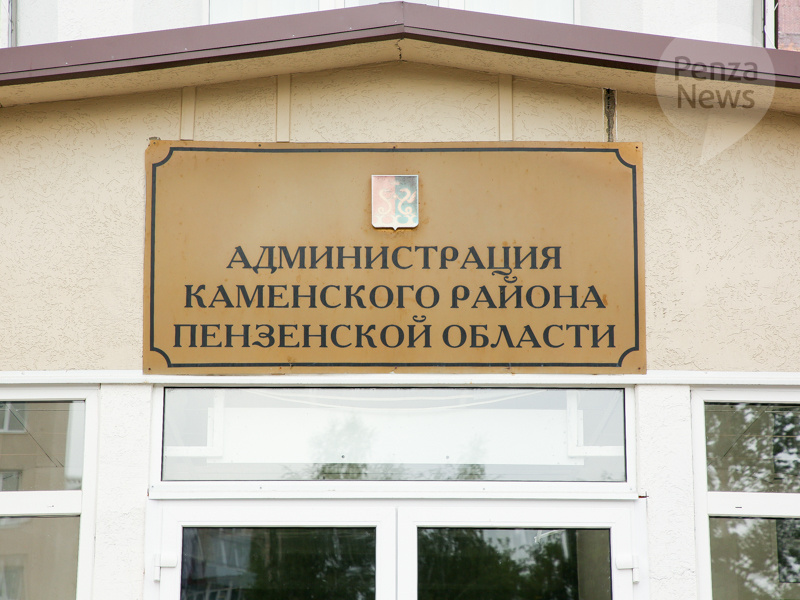 Penza
News
АДМИНИСТРАЦИЯ
КАМЕНСКОГО РАЙОНА
ПЕНЗЕНСКОЙ ОБЛАСТИ